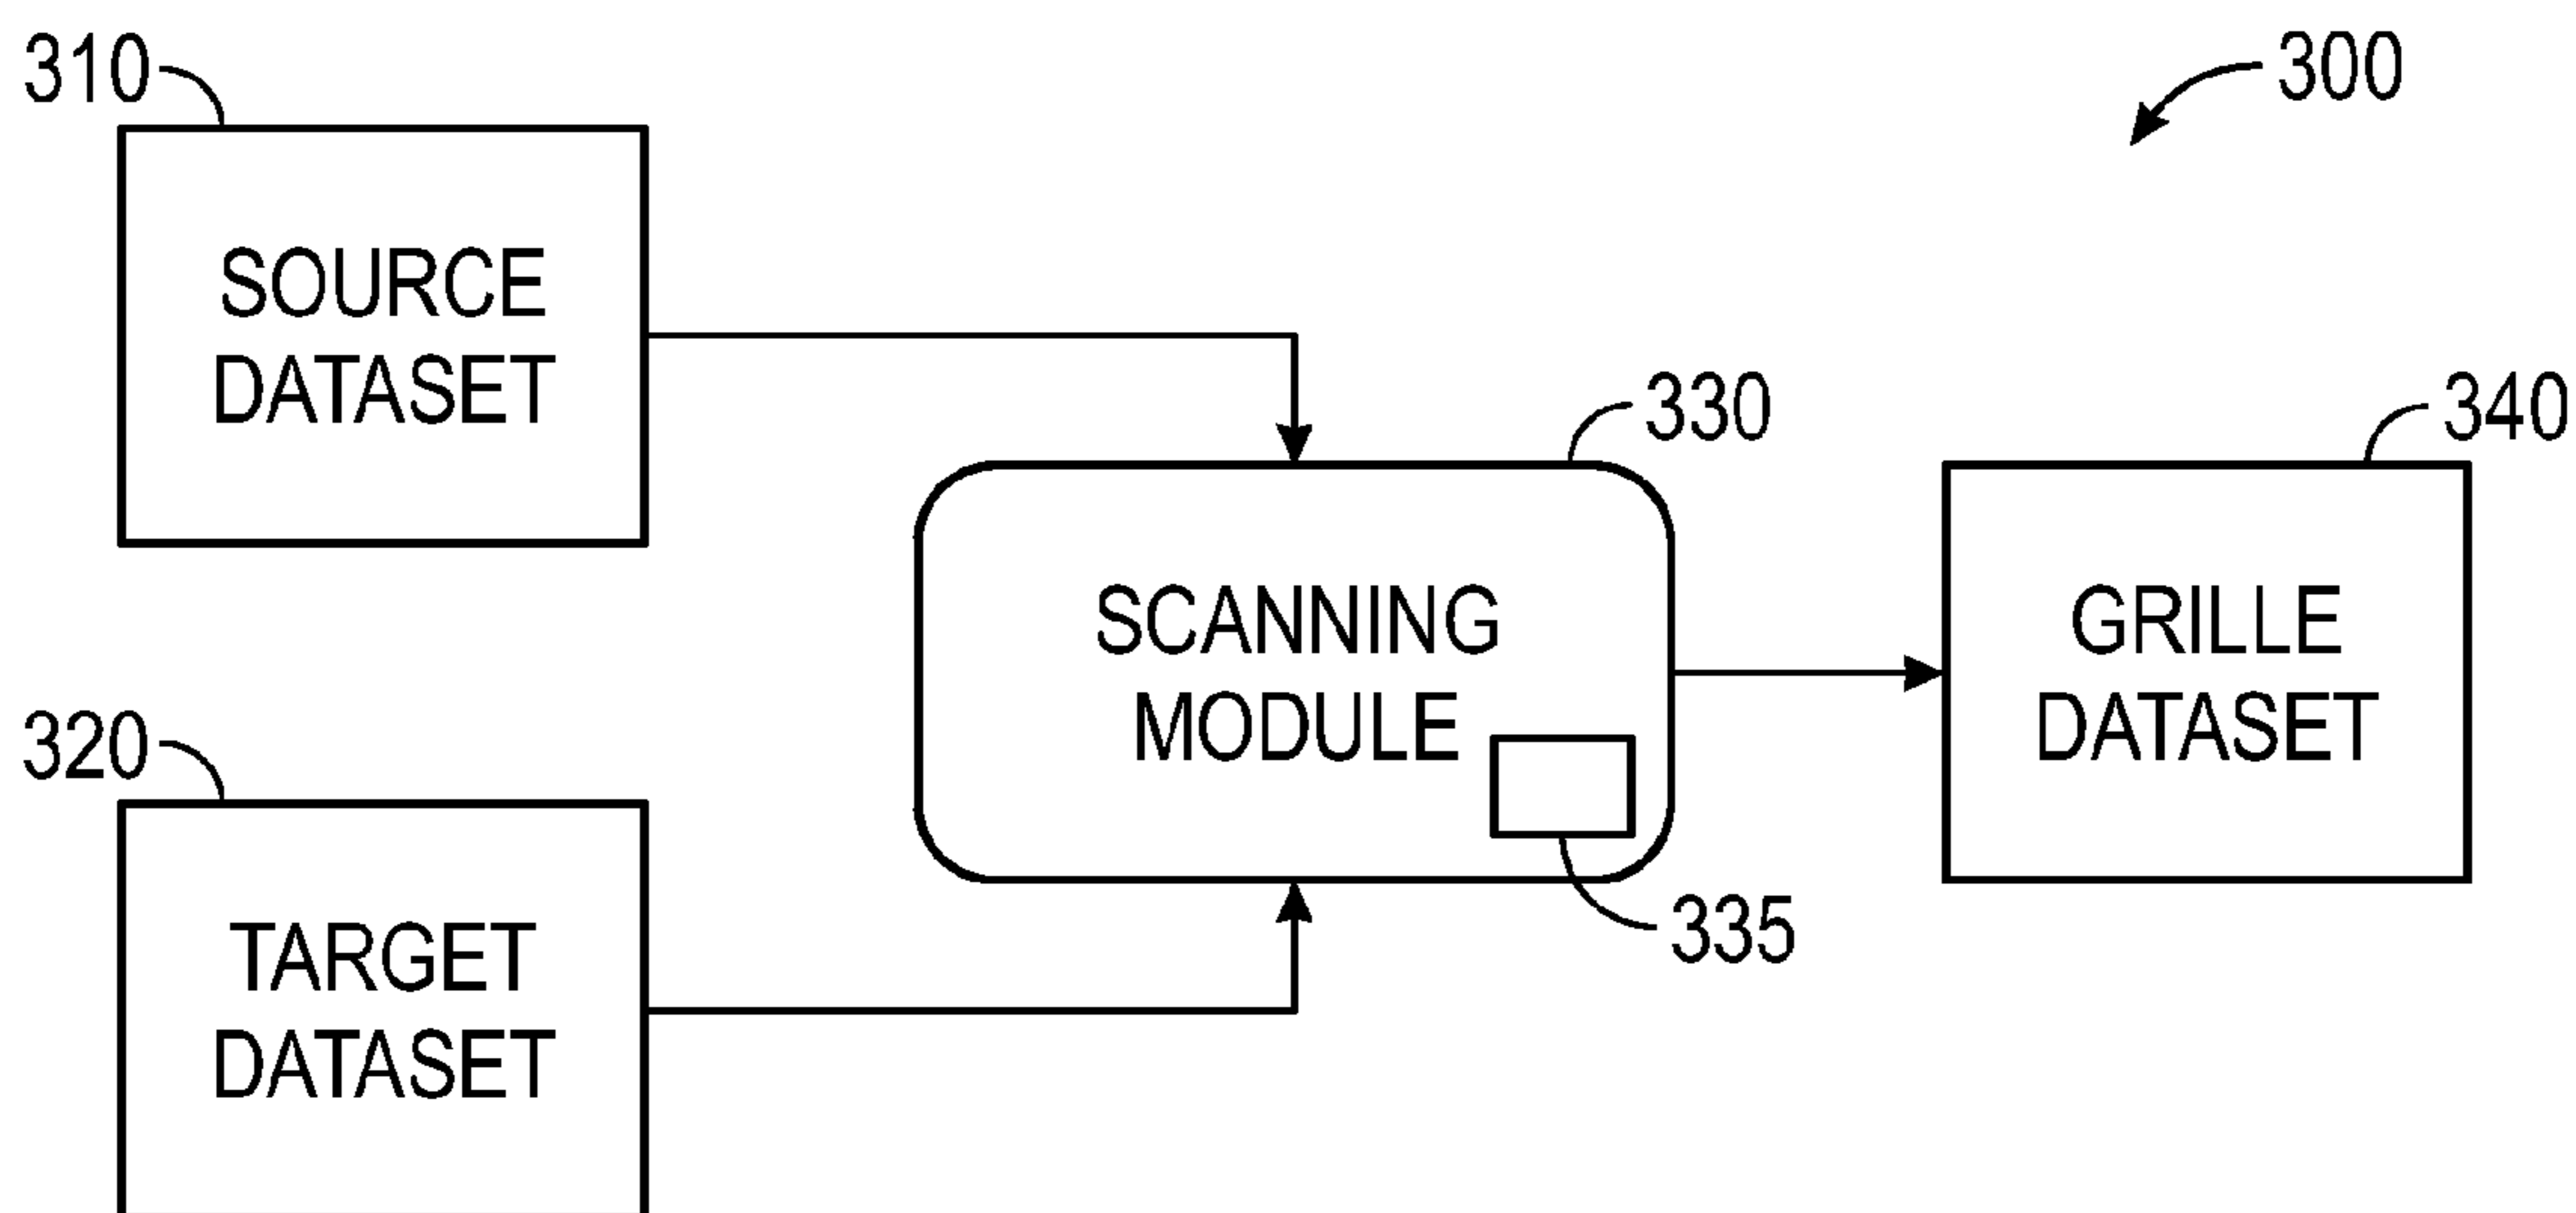 310
300
SOURCE
DATASET
330
340
SCANNING
MODULE
GRILLE
DATASET
320
335
TARGET
DATASET